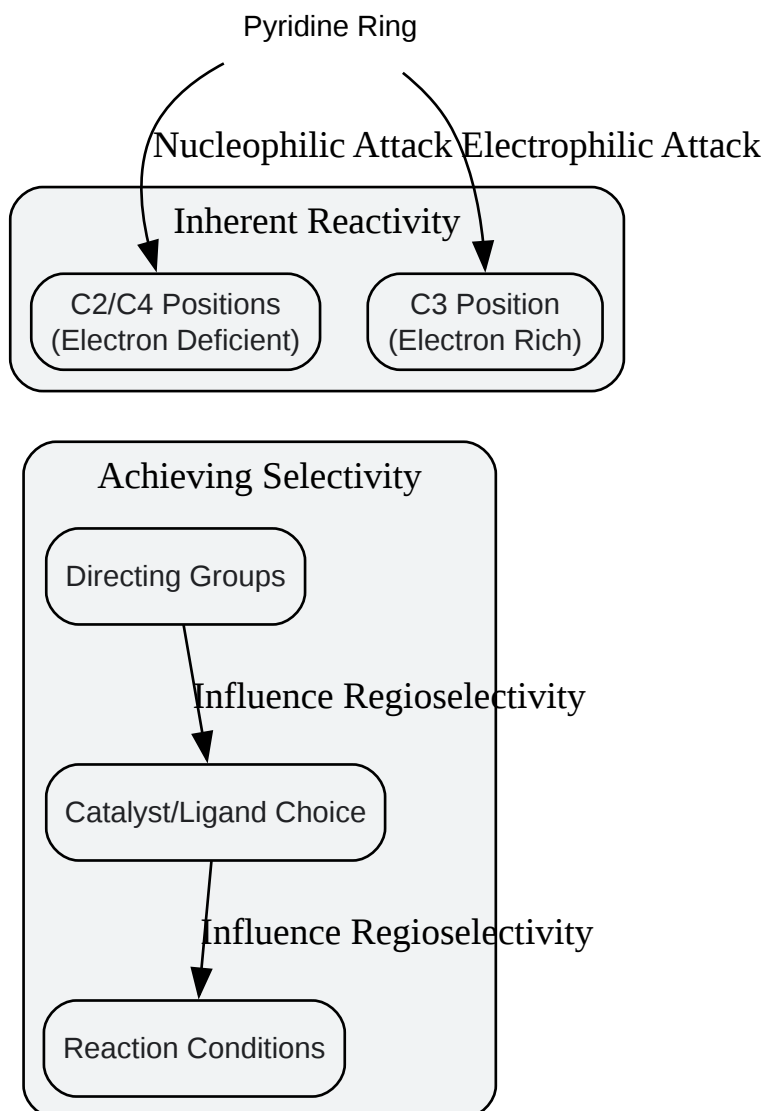 Pyridine Ring
Nucleophilic Attack
Electrophilic Attack
Inherent Reactivity
C2/C4 Positions
(Electron Deficient)
C3 Position
(Electron Rich)
Achieving Selectivity
Directing Groups
Influence Regioselectivity
Catalyst/Ligand Choice
Influence Regioselectivity
Reaction Conditions